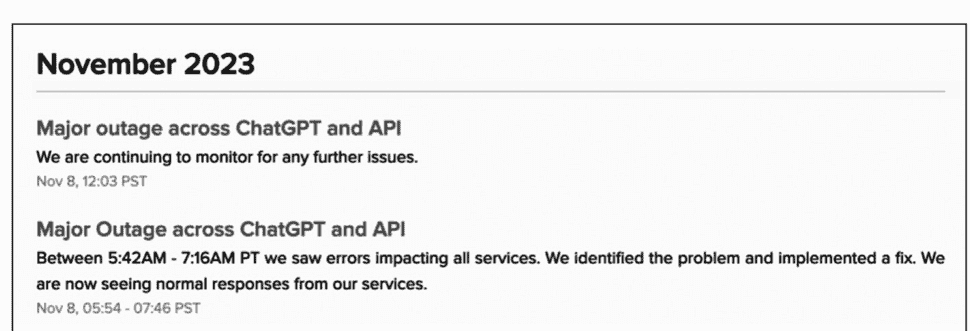 November 2023
Major outage across ChatGPT and API
We are continuing to monitor for any further issues.
Nov 8, 12:03 PST
Major Outage across ChatGPT and API
Between 5:42AM - 7:16AM PT we saw errors impacting all services. We identified the problem and implemented a fix. We
are now seeing normal responses from our services.
Nov 8, 05:54 - 07:46 PST